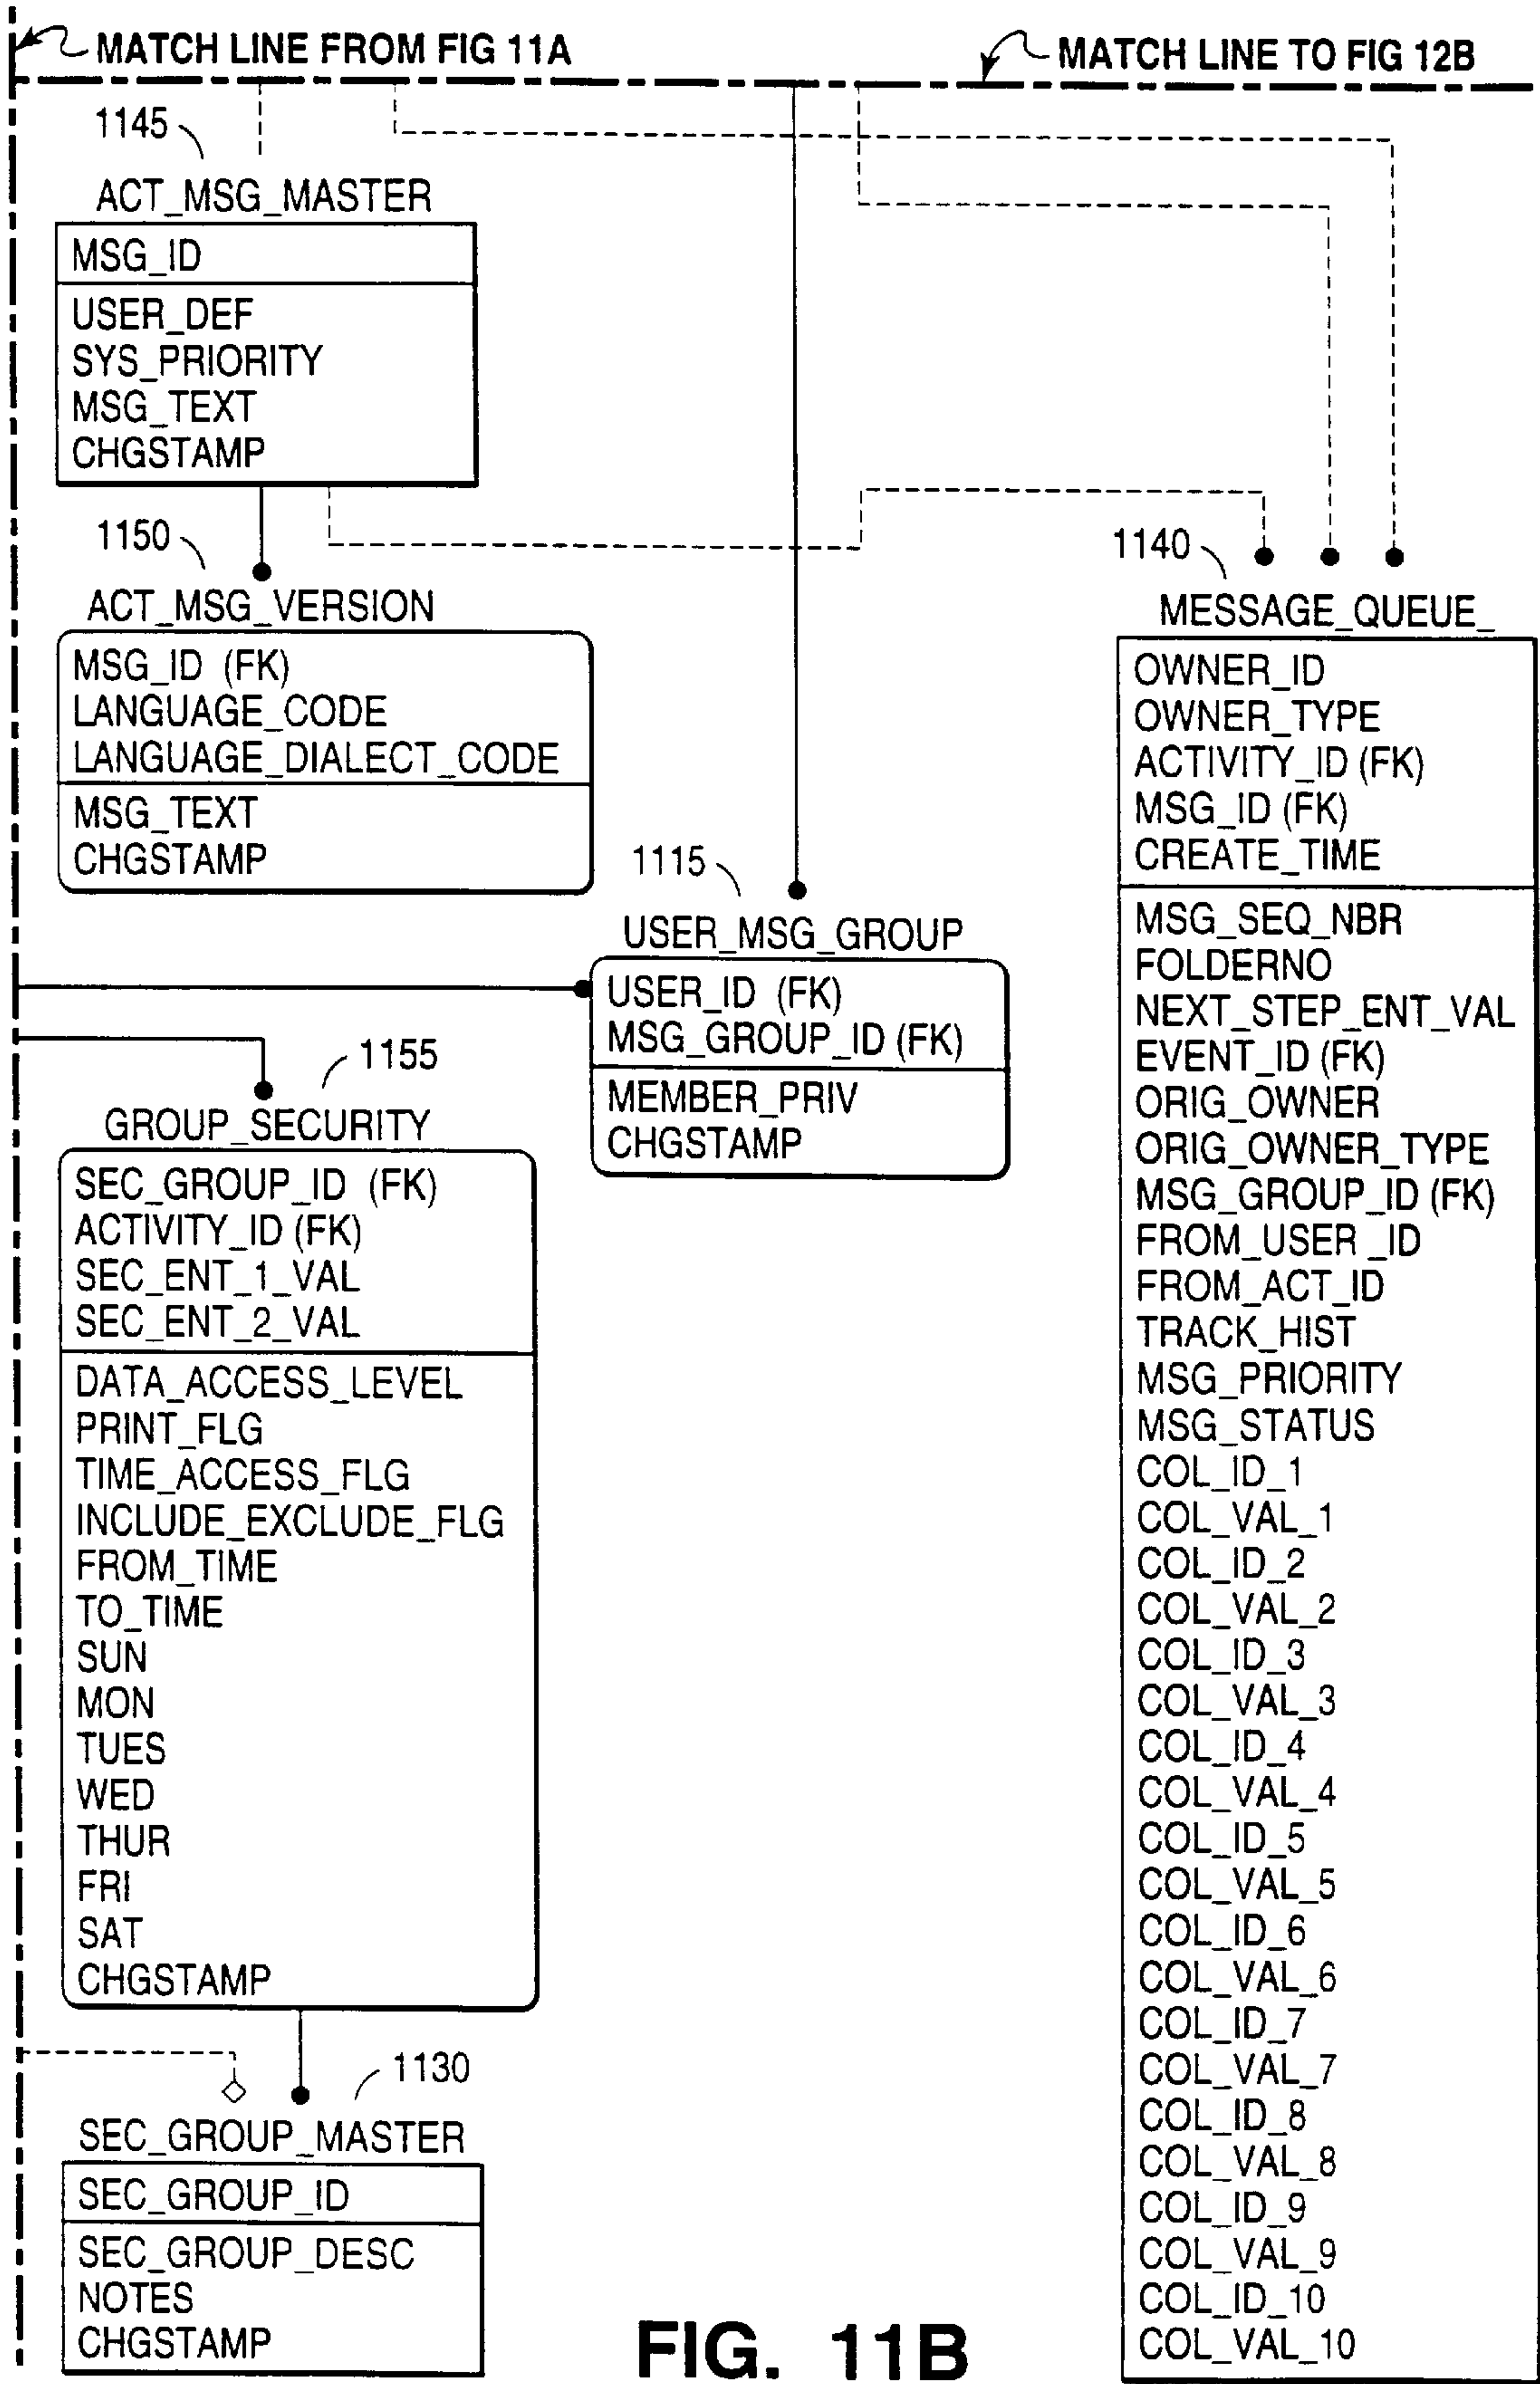 MATCH LINE FROM FIG 11A
MATCH LINE TO FIG 12B
1145
ACT_MSG_MASTER
MSG_ID
USER_DEF
SYS_PRIORITY
MSG_TEXT
CHGSTAMP
1150
ACT_MSG_VERSION
MSG_ID (FK)
LANGUAGE_CODE
LANGUAGE_DIALECT_CODE
MSG_TEXT
CHGSTAMP
1115
USER_MSG_GROUP
USER_ID (FK)
MSG_GROUP_ID (FK)
MEMBER_PRIV
CHGSTAMP
1155
GROUP_SECURITY
SEC_GROUP_ID (FK)
ACTIVITY_ID (FK)
SEC_ENT_1_VAL
SEC_ENT_2_VAL
DATA_ACCESS_LEVEL
PRINT_FLG
TIME_ACCESS_FLG
INCLUDE_EXCLUDE_FLG
FROM_TIME
TO_TIME
SUN
MON
TUES
WED
THUR
FRI
SAT
CHGSTAMP
1130
SEC_GROUP_MASTER
SEC_GROUP_ID
SEC_GROUP_DESC
NOTES
CHGSTAMP
1140
MESSAGE_QUEUE_
OWNER_ID
OWNER_TYPE
ACTIVITY_ID (FK)
MSG_ID (FK)
CREATE_TIME
MSG_SEQ_NBR
FOLDERNO
NEXT_STEP_ENT_VAL
EVENT_ID (FK)
ORIG_OWNER
ORIG_OWNER_TYPE
MSG_GROUP_ID (FK)
FROM_USER _ID
FROM_ACT_ID
TRACK_HIST
MSG_PRIORITY
MSG_STATUS
COL_ID_1
COL_VAL_1
COL_ID_2
COL_VAL_2
COL_ID_3
COL_VAL_3
COL_ID_4
COL_VAL_4
COL_ID_5
COL_VAL_5
COL_ID_6
COL_VAL_6
COL_ID_7
COL_VAL_7
COL_ID_8
COL_VAL_8
COL_ID_9
COL_VAL_9
COL_ID_10
COL_VAL_10
FIG. 11B